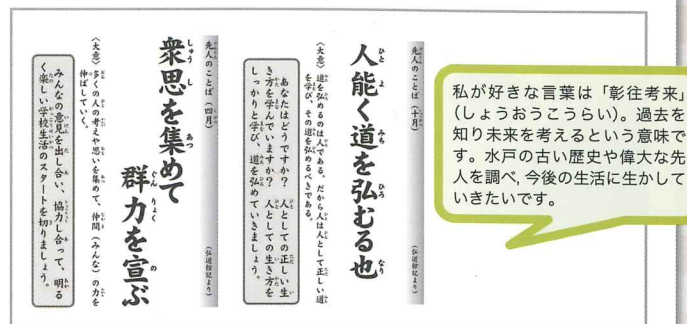 先人のことば（十月）
人能く道を弘むる也
（弘道館記より）
（大意）道を弘めるのは人である。だから人は人として正しい道
を学び、その道を弘めるべきである。
あなたはどうですか？　人としての正しい生
き方を学んでいますか？　人としての生き方を
しっかりと学び、道を弘めていきましょう。
先人のことば（四月）
衆思を集めて
群力を宣ぶ
（弘道館記より）
（大意）多くの人の考えや思いを集めて、仲間（みんな）の力を
伸ばしていく。
みんなの意見を出し合い、協力し合って、明る
く楽しい学校生活のスタートを切りましょう。
私が好きな言葉は「彰往考来」
（しょうおうこうらい）。過去を
知り未来を考えるという意味で
す。水戸の古い歴史や偉大な先
人を調べ、今後の生活に生かして
いきたいです。